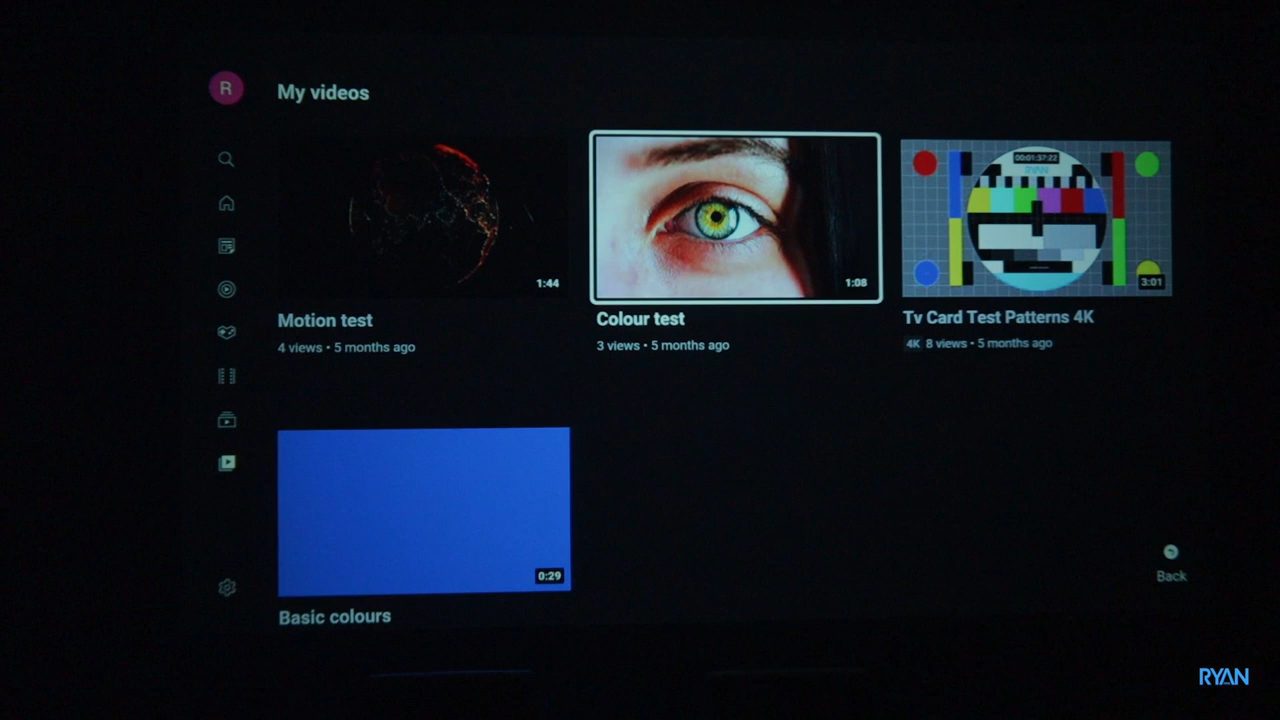 R
My videos
00:01:37:22
RYAN
1:44
1:08
3:01
Motion test
4 views • 5 months ago
Colour test
3 views • 5 months ago
Tv Card Test Patterns 4K
4K 8 views • 5 months ago
0:29
Basic colours
Back
RYAN